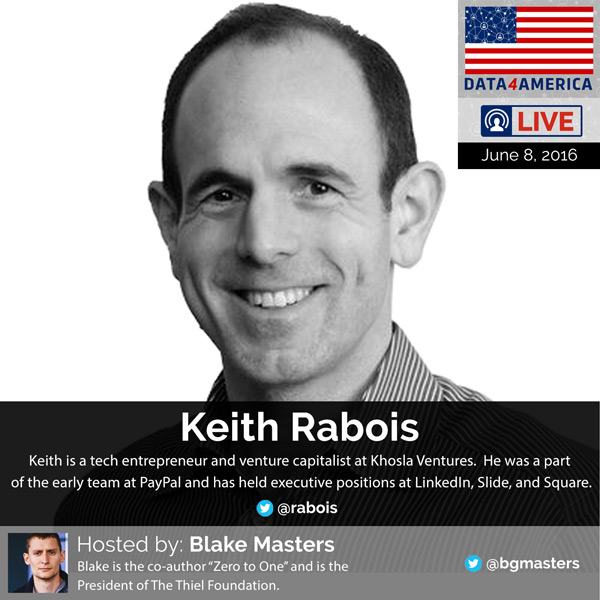 DATA4AMERICA
LIVE
June 8, 2016
Keith Rabois
Keith is a tech entrepreneur and venture capitalist at Khosla Ventures. He was a part
of the early team at PayPal and has held executive positions at LinkedIn, Slide, and Square.
@rabois
Hosted by: Blake Masters
Blake is the co-author “Zero to One” and is the
President of The Thiel Foundation.
@bgmasters